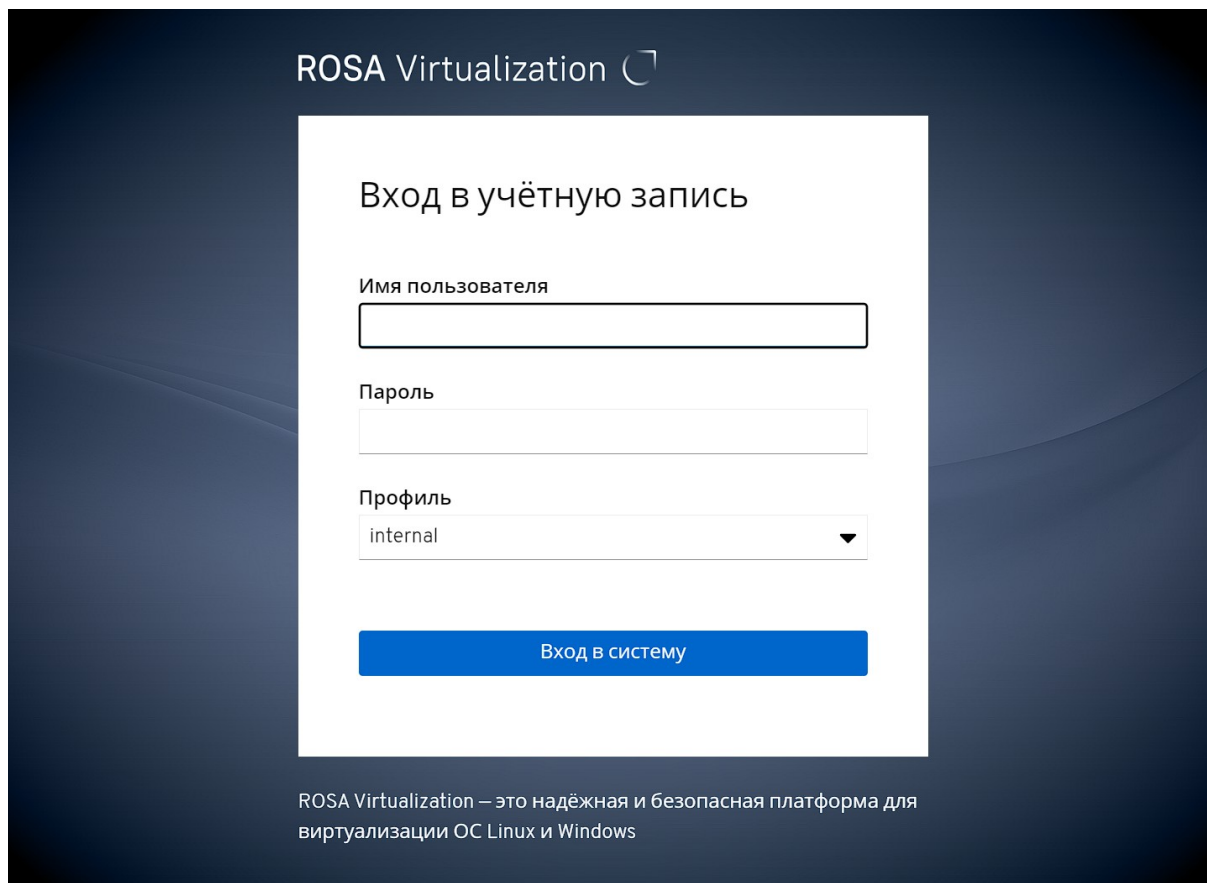 ROSA Virtualization
Вход в учётную запись
Имя пользователя
Пароль
Профиль
internal
Вход в систему
ROSA Virtualization – это надёжная и безопасная платформа для
виртуализации ОС Linux и Windows